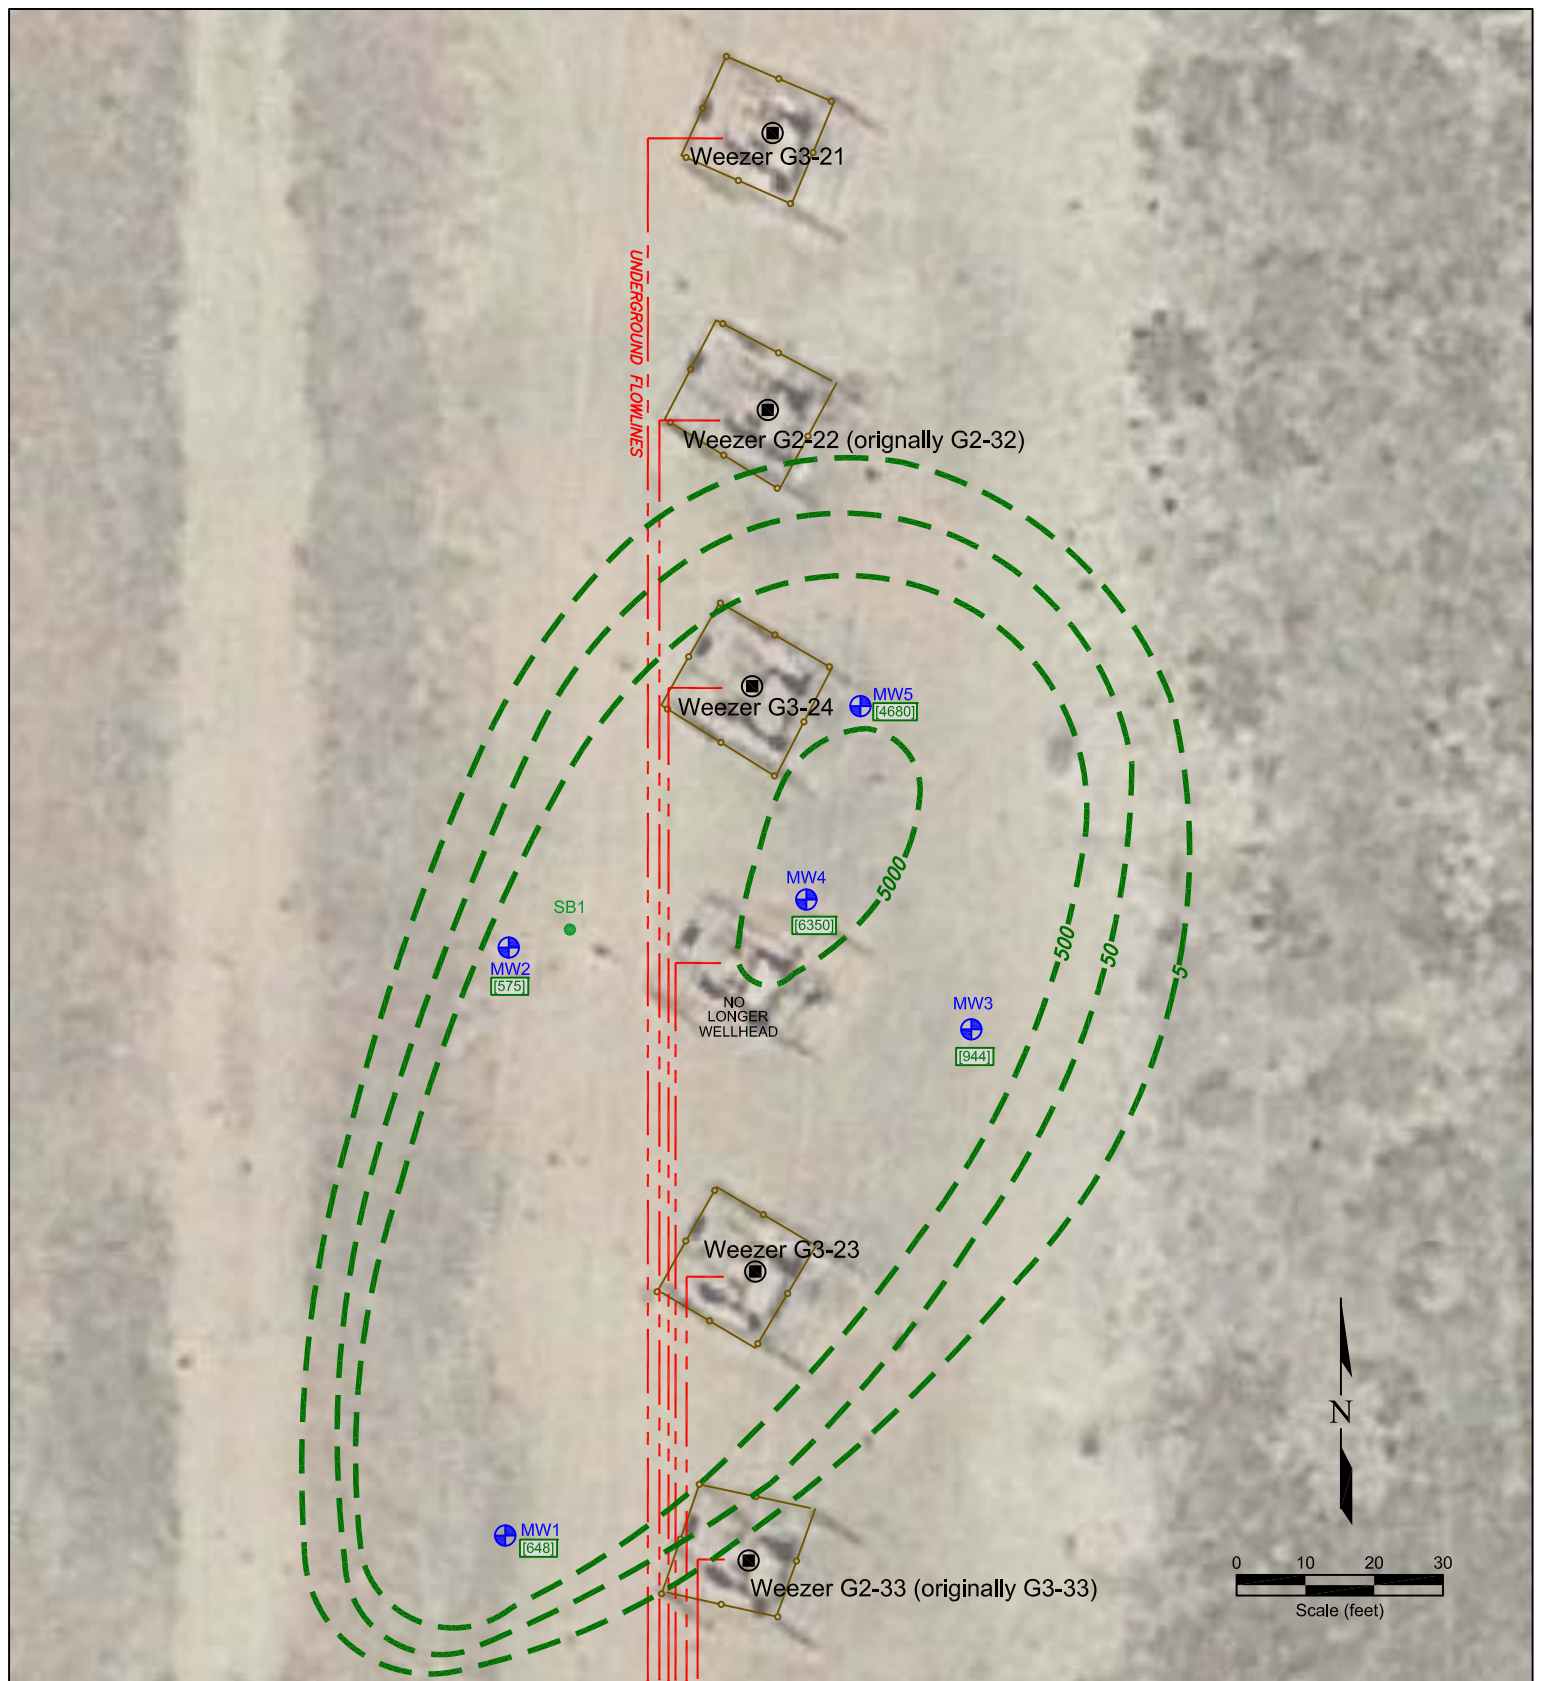 Weezer G3-21
UNDERGROUND FLOWLINES
Weezer G2-22 (orignally G2-32)
MW5
[4680]
Weezer G3-24
5000
MW4
[6350]
SB1
MW2
[575]
500
50
5
NO
LONGER
WELLHEAD
MW3
[944]
Weezer G3-23
N
MW1
[648]
Weezer G2-33 (originally G3-33)
0 10 20 30
Scale (feet)